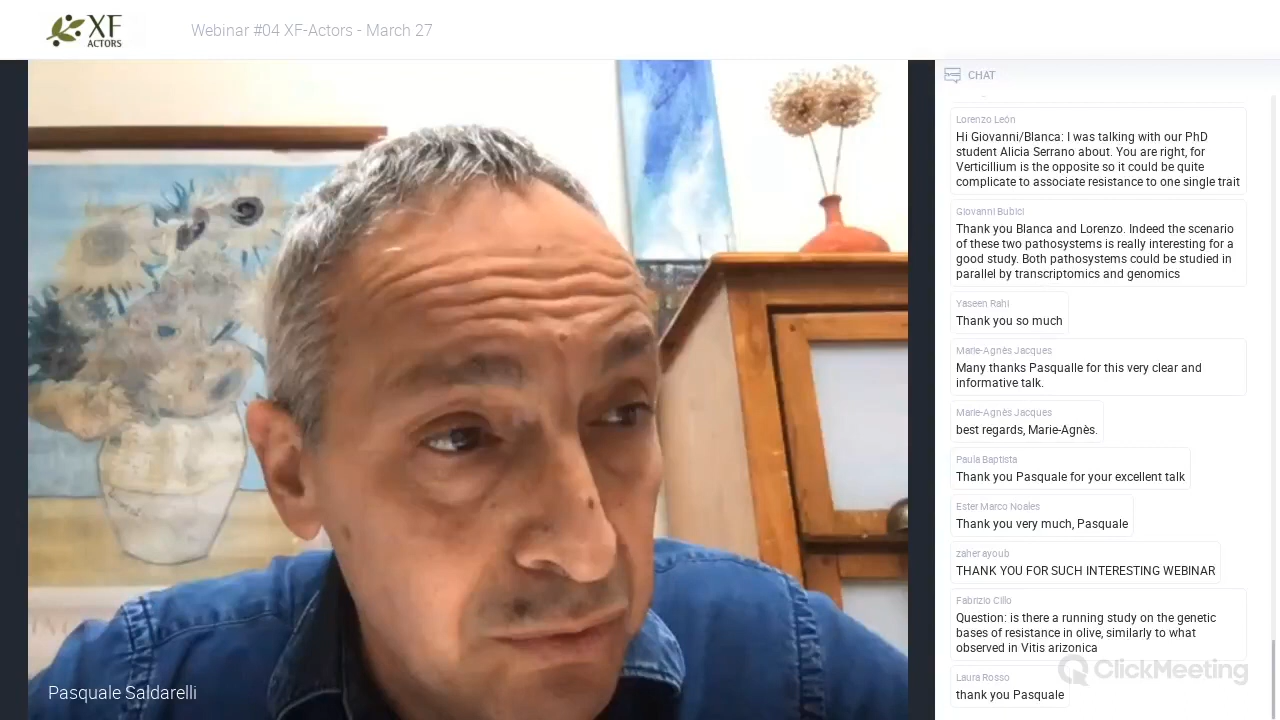 XF
ACTORS
Webinar #04 XF-Actors - March 27
Pasquale Saldarelli
CHAT
Lorenzo León
Hi Giovanni/Blanca: I was talking with our PhD
student Alicia Serrano about. You are right, for
Verticillium is the opposite so it could be quite
complicate to associate resistance to one single trait
Giovanni Bubici
Thank you Blanca and Lorenzo. Indeed the scenario
of these two pathosystems is really interesting for a
good study. Both pathosystems could be studied in
parallel by transcriptomics and genomics
Yaseen Rahi
Thank you so much
Marie-Agnès Jacques
Many thanks Pasqualle for this very clear and
informative talk.
Marie-Agnès Jacques
best regards, Marie-Agnès.
Paula Baptista
Thank you Pasquale for your excellent talk
Ester Marco Noales
Thank you very much, Pasquale
zaher ayoub
THANK YOU FOR SUCH INTERESTING WEBINAR
Fabrizio Cillo
Question: is there a running study on the genetic
bases of resistance in olive, similarly to what
observed in Vitis arizonica
ClickMeeting
Laura Rosso
thank you Pasquale